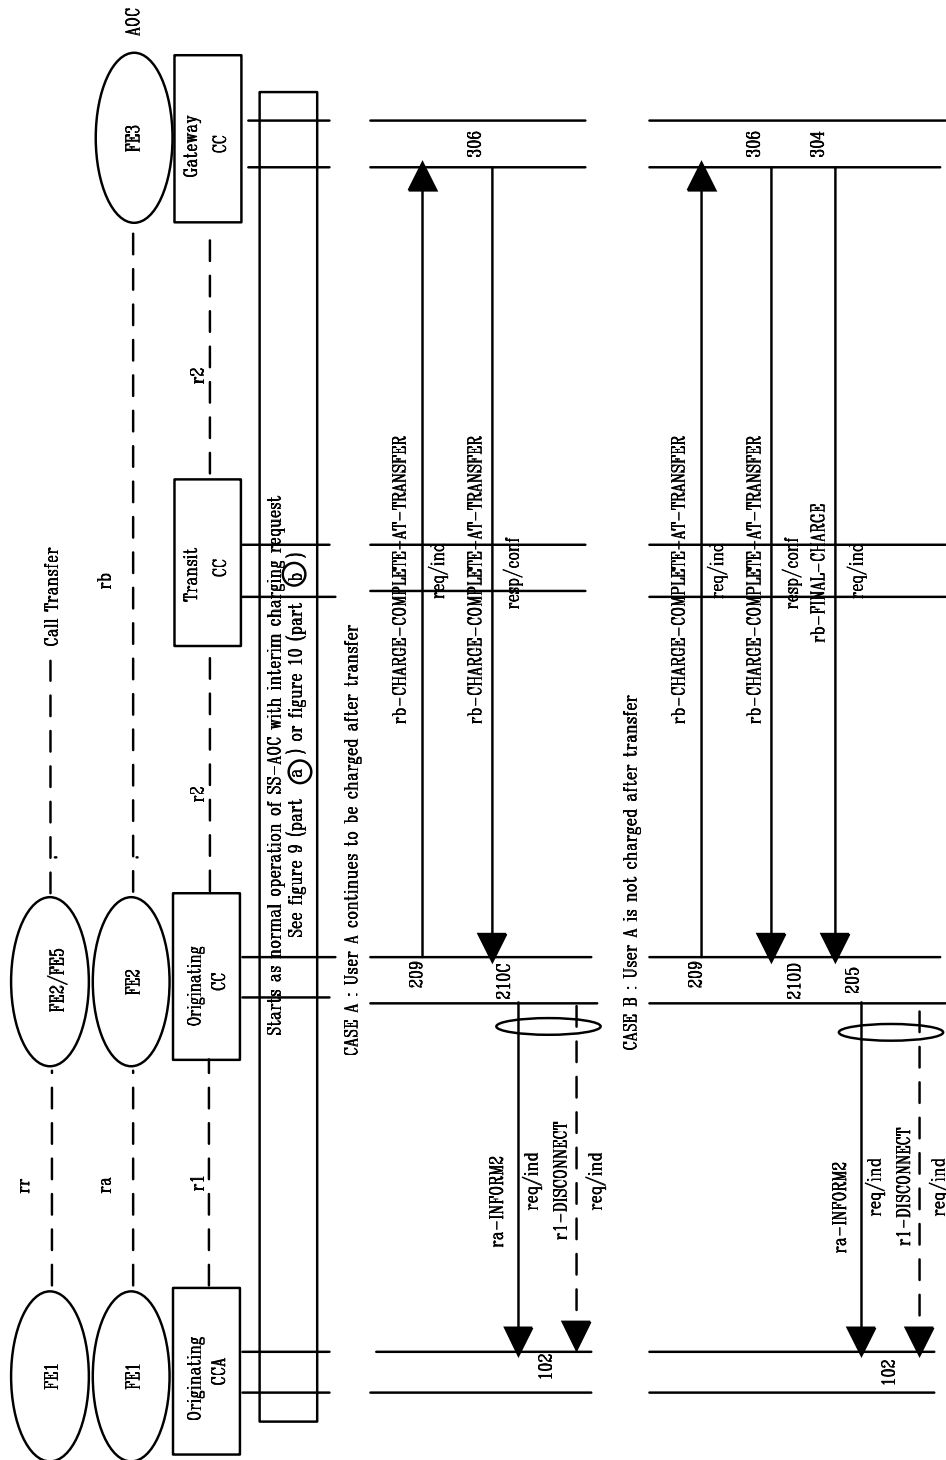 Call Transfer
AOC
rr
rb
ra
FE1
FE2/FE5
FE1
FE2
FE3
Originating
CCA
r1
Originating
CC
r2
Transit
CC
r2
Gateway
CC
Starts as normal operation of SS-AOC with interim charging request
See figure 9 (part a ) or figure 10 (part b )
CASE A : User A continues to be charged after transfer
209
rb-CHARGE-COMPLETE-AT-TRANSFER
req/ind
306
rb-CHARGE-COMPLETE-AT-TRANSFER
resp/conf
210C
ra-INFORM2
req/ind
r1-DISCONNECT
req/ind
102
CASE B : User A is not charged after transfer
209
rb-CHARGE-COMPLETE-AT-TRANSFER
req/ind
306
rb-CHARGE-COMPLETE-AT-TRANSFER
resp/conf
210D
304
rb-FINAL-CHARGE
req/ind
205
ra-INFORM2
req/ind
r1-DISCONNECT
req/ind
102